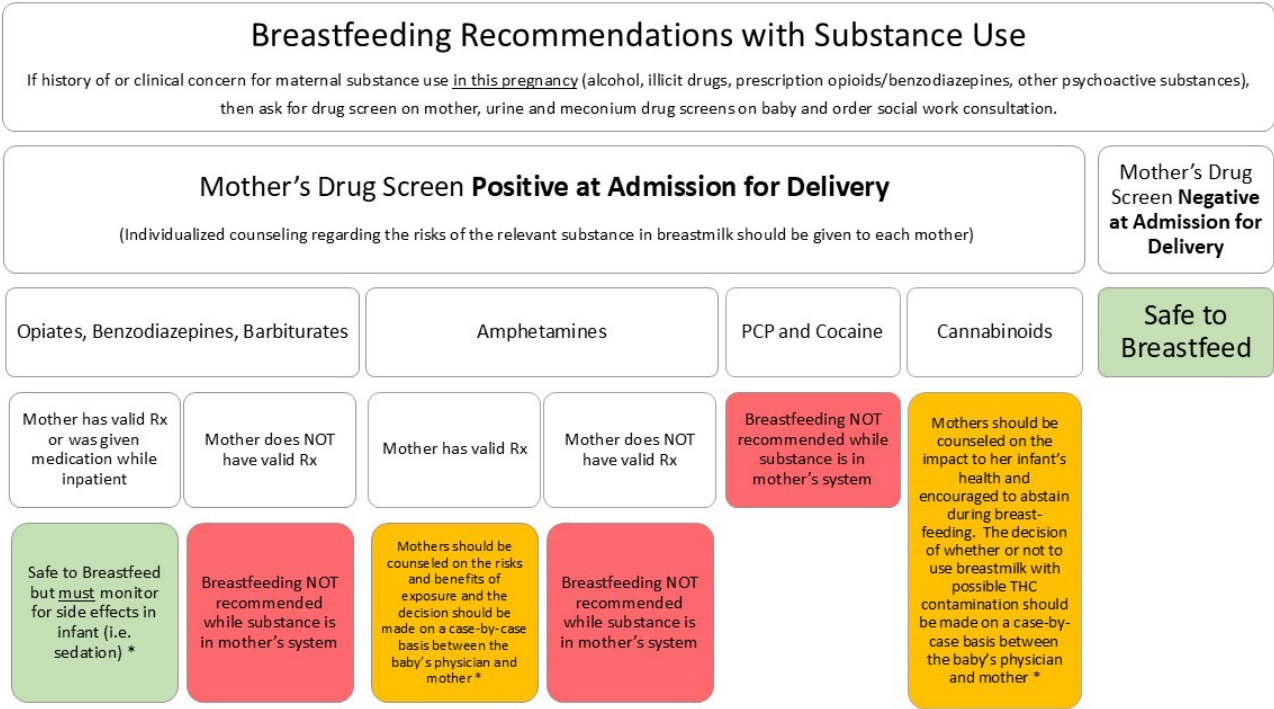 Breastfeeding Recommendations with Substance Use
If history of or clinical concern for maternal substance use in this pregnancy (alcohol, illicit drugs, prescription opioids/benzodiazepines, other psychoactive substances),
then ask for drug screen on mother, urine and meconium drug screens on baby and order social work consultation.
Mother's Drug Screen Positive at Admission for Delivery
(Individualized counseling regarding the risks of the relevant substance in breastmilk should be given to each mother)
Mother's Drug
Screen Negative
at Admission for
Delivery
Opiates, Benzodiazepines, Barbiturates
Amphetamines
PCP and Cocaine
Cannabinoids
Safe to
Breastfeed
Mother has valid Rx
or was given
medication while
inpatient
Mother does NOT
have valid Rx
Mother has valid Rx
Mother does NOT
have valid Rx
Breastfeeding NOT
recommended while
substance is in
mother's system
Mothers should be
counseled on the
impact to her infant's
health and
encouraged to abstain
during breast-
feeding. The decision
of whether or not to
use breastmilk with
possible THC
contamination should
be made on a case-by-
case basis between
the baby's physician
and mother *
Safe to Breastfeed
but must monitor
for side effects in
infant (i.e.
sedation) *
Breastfeeding NOT
recommended
while substance is
in mother's system
Mothers should be
counseled on the risks
and benefits of
exposure and the
decision should be
made on a case-by-case
basis between the
baby's physician and
mother *
Breastfeeding NOT
recommended
while substance is
in mother's system